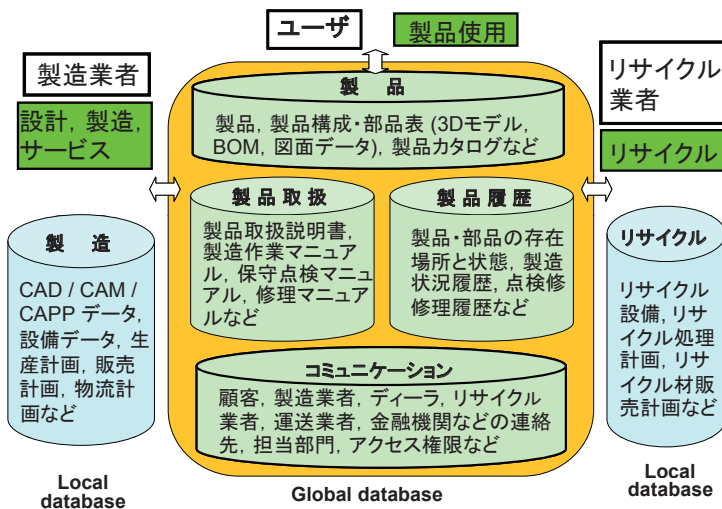 ユーザ
製品使用
製造業者
設計, 製造,
サービス
リサイクル
業者
リサイクル
製 品
製品, 製品構成・部品表 (3Dモデル,
BOM, 図面データ), 製品カタログなど
製品取扱
製品取扱説明書,
製造作業マニュア
ル, 保守点検マニュ
アル, 修理マニュア
ルなど
製品履歴
製品・部品の存在
場所と状態, 製造
状況履歴, 点検修
修理履歴など
製 造
CAD / CAM /
CAPP データ,
設備データ, 生
産計画, 販売
計画, 物流計
画など
リサイクル
リサイクル
設備, リサイ
クル処理
計画, リサ
イクル材販
売計画など
コミュニケーション
顧客, 製造業者, ディーラ, リサイクル
業者, 運送業者, 金融機関などの連絡
先, 担当部門, アクセス権限など
Local
database
Global database
Local
database